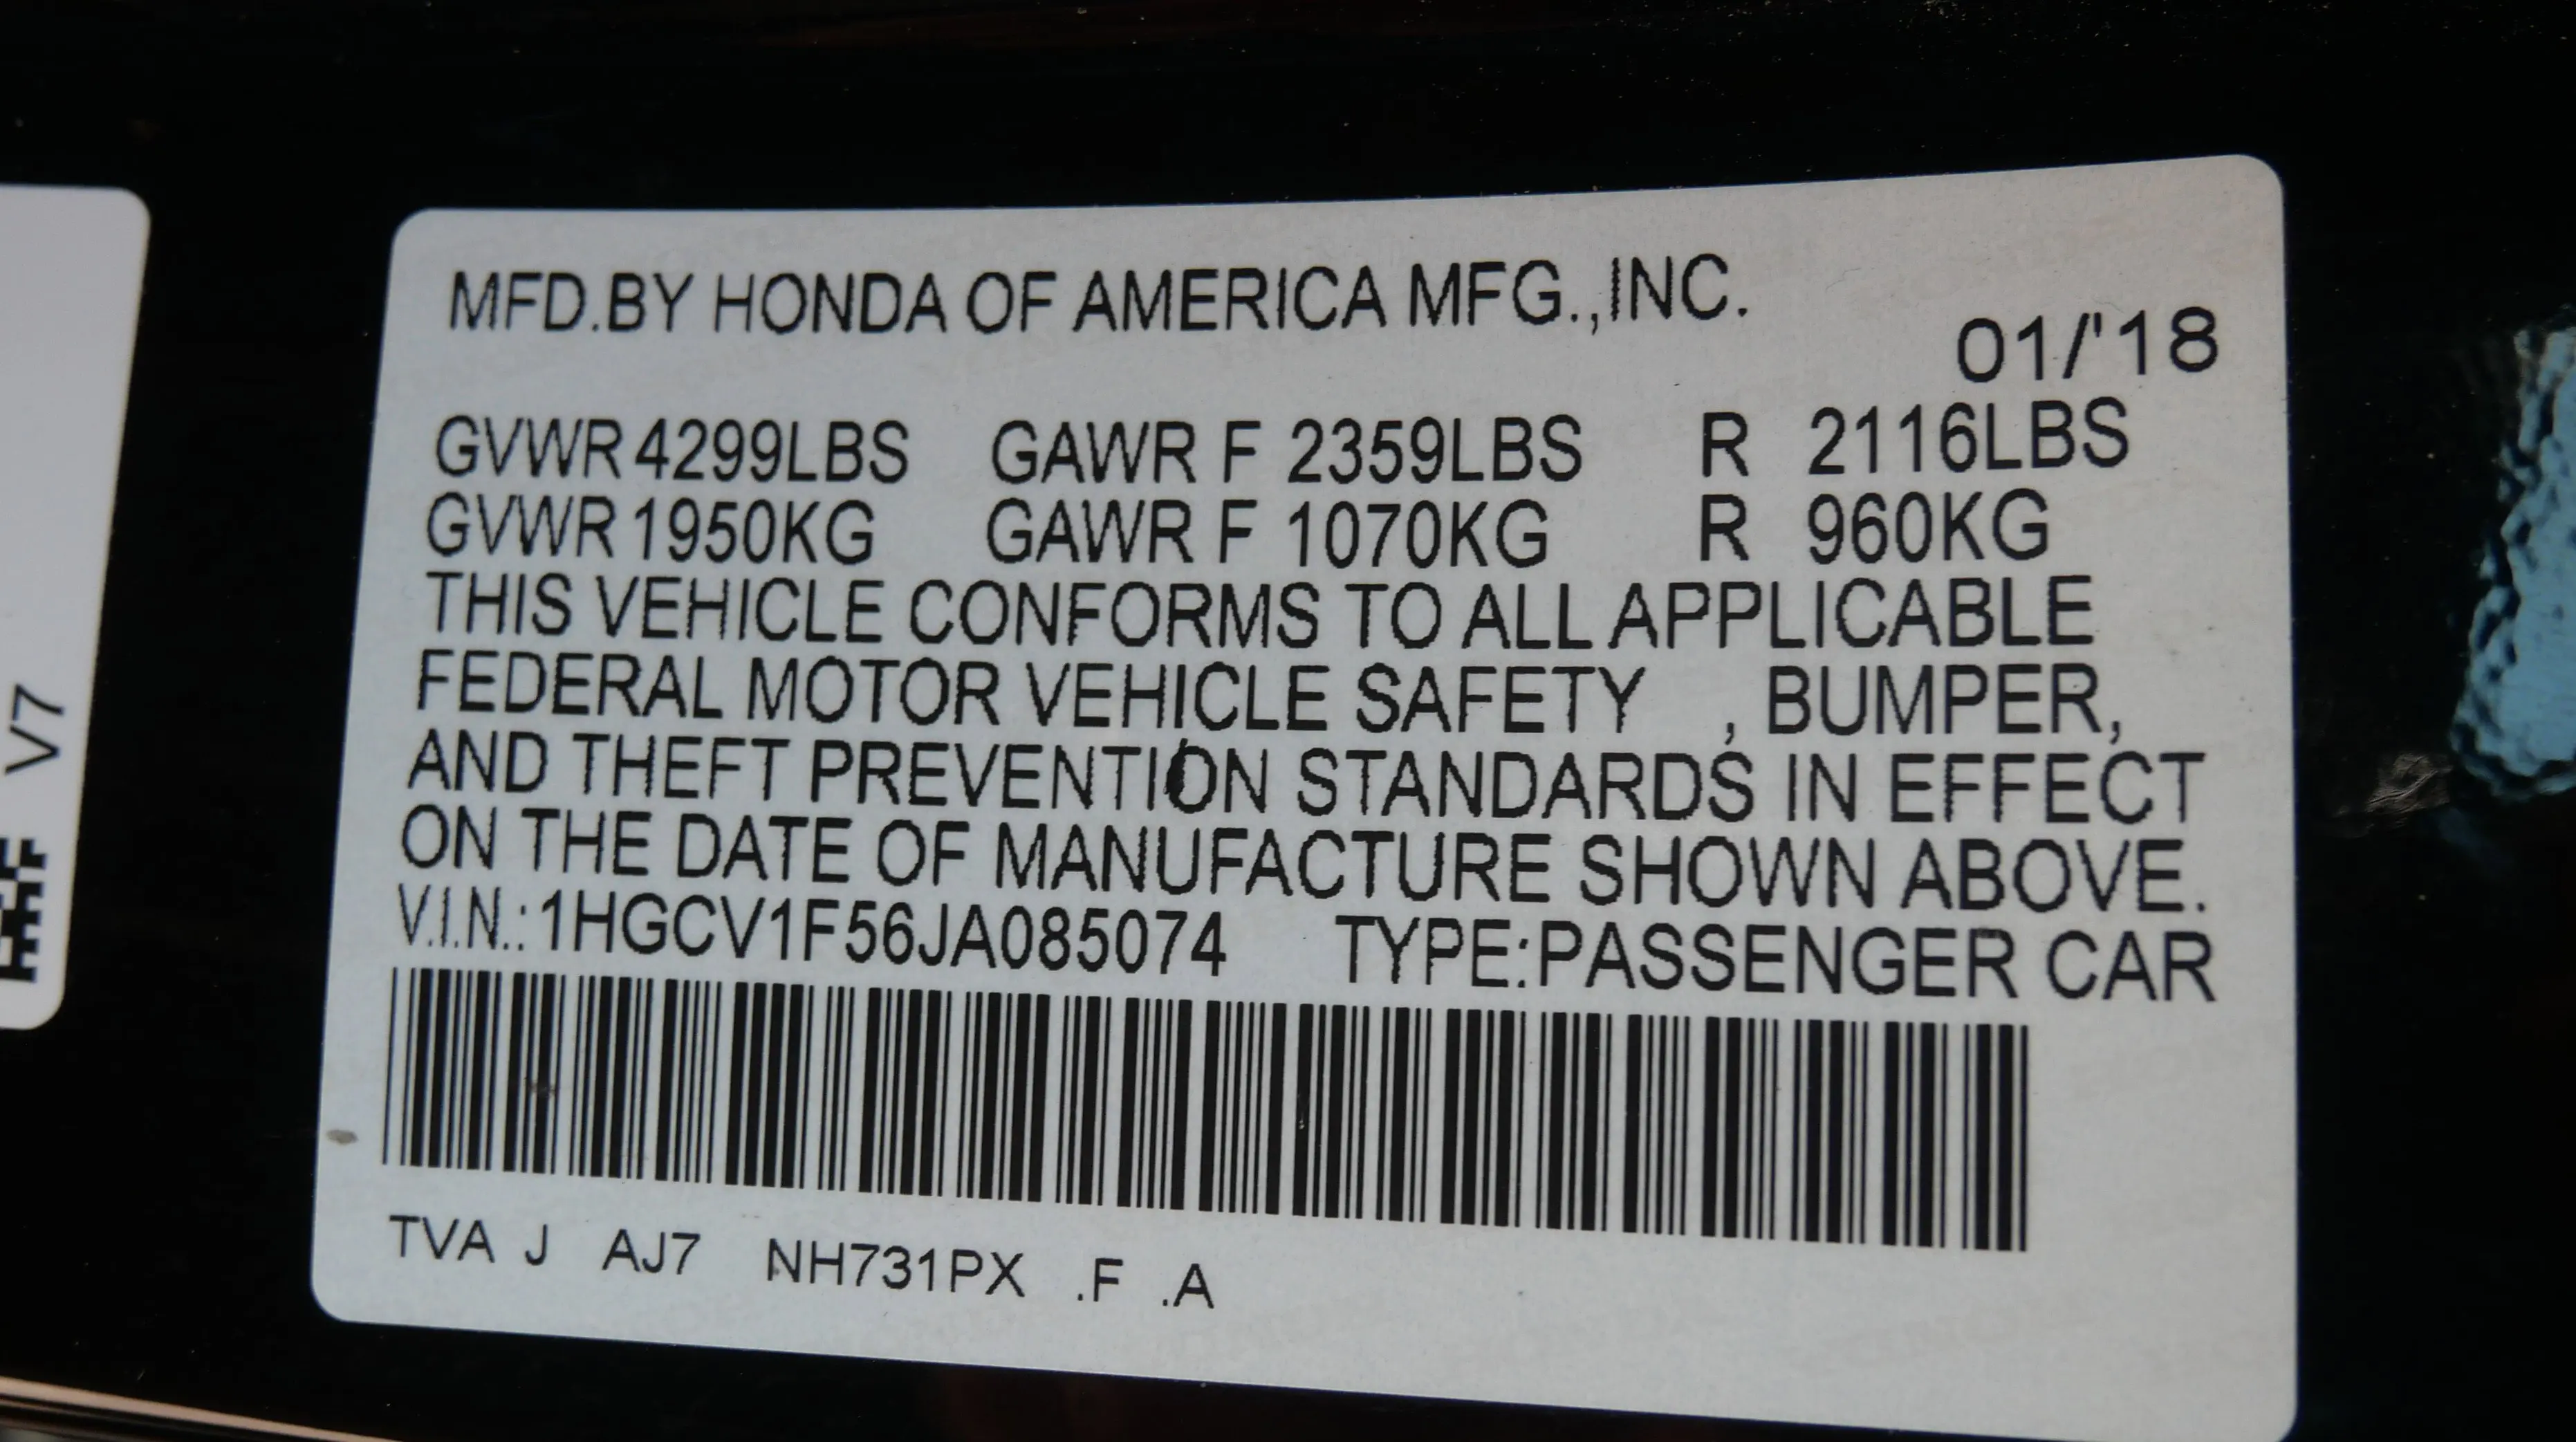 MFD.BY HONDA OF AMERICA MFG.,INC.
01/'18
GVWR 4299LBS GAWR F 2359LBS R 2116LBS
GVWR 1950KG GAWR F 1070KG R 960KG
THIS VEHICLE CONFORMS TO ALL APPLICABLE
FEDERAL MOTOR VEHICLE SAFETY , BUMPER,
AND THEFT PREVENTION STANDARDS IN EFFECT
ON THE DATE OF MANUFACTURE SHOWN ABOVE.
V.I.N.:1HGCV1F56JA085074 TYPE:PASSENGER CAR
TVA J AJ7 NH731PX .F .A
V7